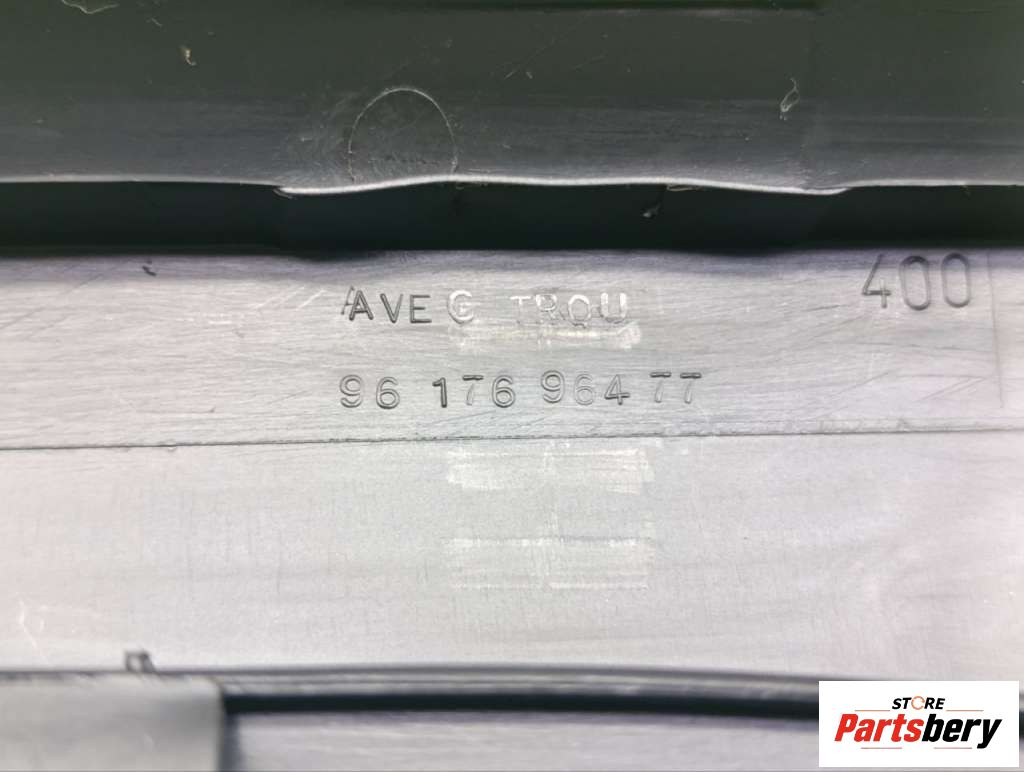 400
AVEC TROU
96 176 964 77
STORE
Partsbery